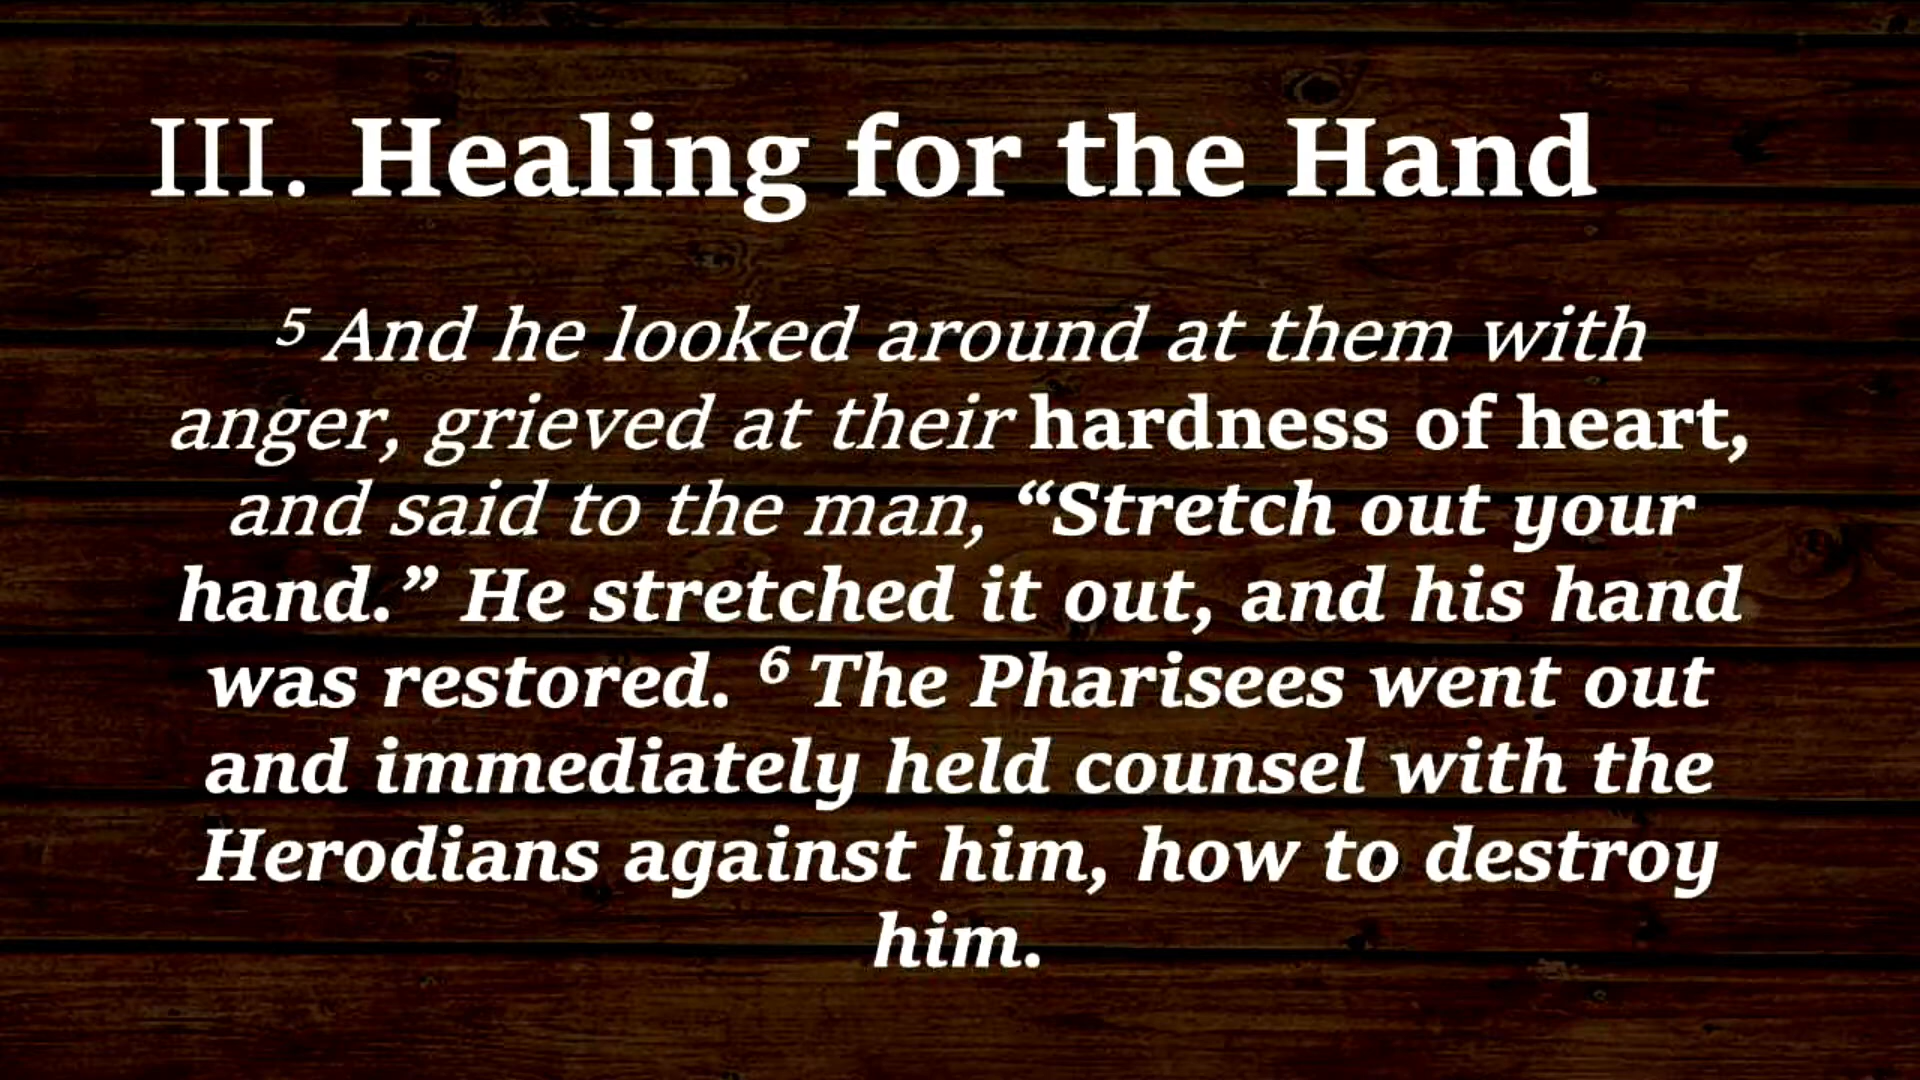 III. Healing for the Hand
⁵ And he looked around at them with
anger, grieved at their hardness of heart,
and said to the man, “Stretch out your
hand.” He stretched it out, and his hand
was restored. ⁶ The Pharisees went out
and immediately held counsel with the
Herodians against him, how to destroy
him.